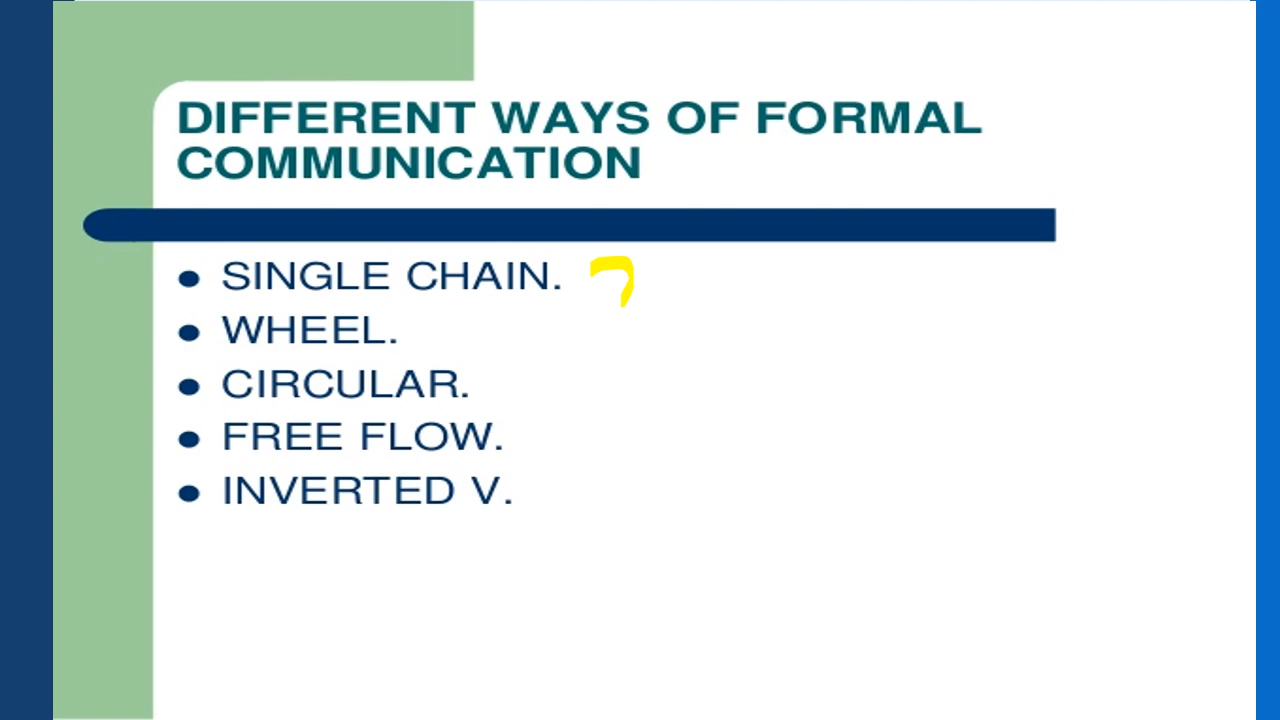 DIFFERENT WAYS OF FORMAL
COMMUNICATION
• SINGLE CHAIN.
• WHEEL.
• CIRCULAR.
• FREE FLOW.
• INVERTED V.